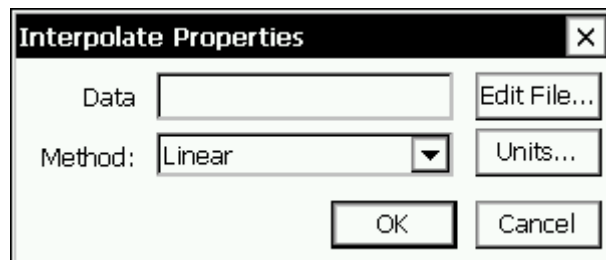 Interpolate Properties
Data
Edit File...
Method: Linear
Units...
OK
Cancel